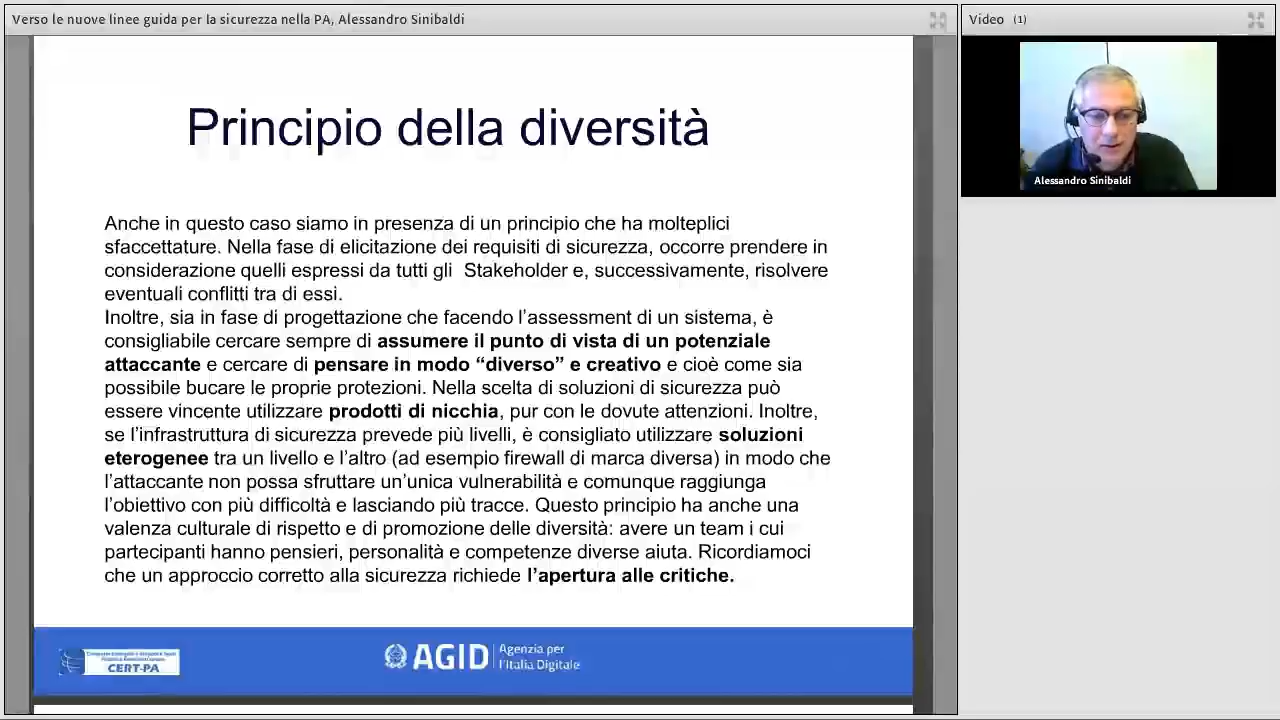 Verso le nuove linee guida per la sicurezza nella PA, Alessandro Sinibaldi
Video (1)
Alessandro Sinibaldi
Principio della diversità
Anche in questo caso siamo in presenza di un principio che ha molteplici
sfaccettature. Nella fase di elicitazione dei requisiti di sicurezza, occorre prendere in
considerazione quelli espressi da tutti gli Stakeholder e, successivamente, risolvere
eventuali conflitti tra di essi.
Inoltre, sia in fase di progettazione che facendo l’assessment di un sistema, è
consigliabile cercare sempre di assumere il punto di vista di un potenziale
attaccante e cercare di pensare in modo “diverso” e creativo e cioè come sia
possibile bucare le proprie protezioni. Nella scelta di soluzioni di sicurezza può
essere vincente utilizzare prodotti di nicchia, pur con le dovute attenzioni. Inoltre,
se l’infrastruttura di sicurezza prevede più livelli, è consigliato utilizzare soluzioni
eterogenee tra un livello e l’altro (ad esempio firewall di marca diversa) in modo che
l’attaccante non possa sfruttare un’unica vulnerabilità e comunque raggiunga
l’obiettivo con più difficoltà e lasciando più tracce. Questo principio ha anche una
valenza culturale di rispetto e di promozione delle diversità: avere un team i cui
partecipanti hanno pensieri, personalità e competenze diverse aiuta. Ricordiamoci
che un approccio corretto alla sicurezza richiede l’apertura alle critiche.
CERT-PA
AGID Agenzia per
l’Italia Digitale